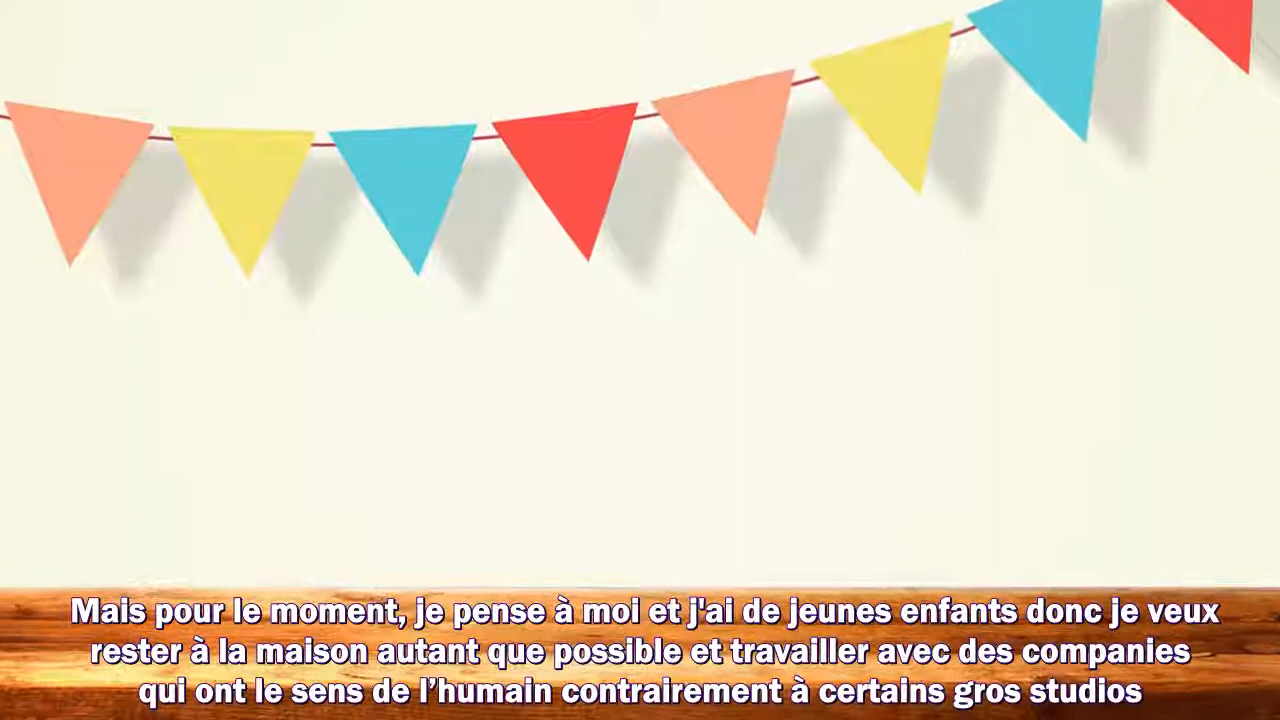 Mais pour le moment, je pense à moi et j'ai de jeunes enfants donc je veux
rester à la maison autant que possible et travailler avec des companies
qui ont le sens de l’humain contrairement à certains gros studios